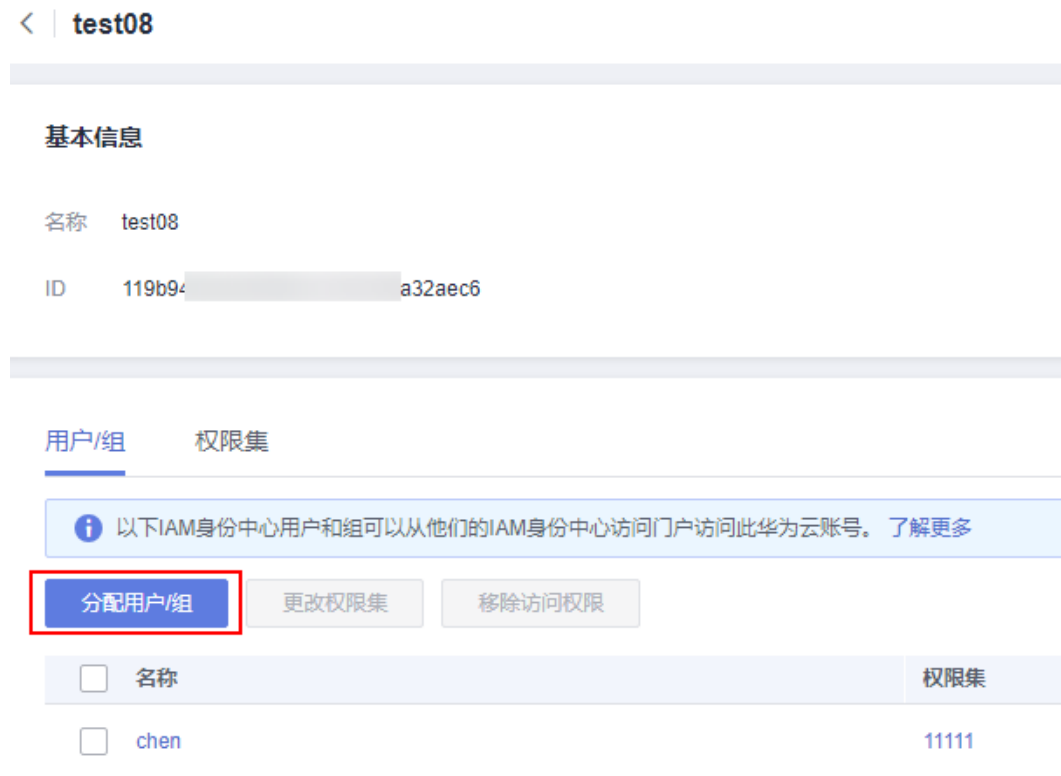 test08
基本信息
名称 test08
ID 119b94 a32aec6
用户/组 权限集
以下IAM身份中心用户和组可以从他们的IAM身份中心访问门户访问此华为云账号。 了解更多
分配用户/组 更改权限集 移除访问权限
名称 权限集
chen 11111